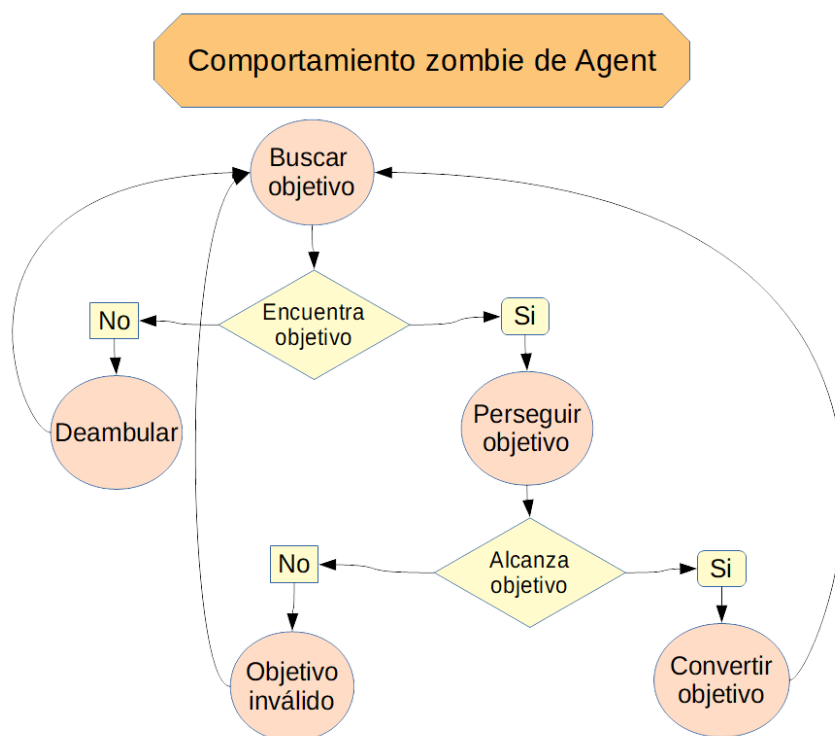 Comportamiento zombie de Agent
Buscar
objetivo
Encuentra
objetivo
No
Si
Deambular
Perseguir
objetivo
Alcanza
objetivo
No
Si
Objetivo
inválido
Convertir
objetivo